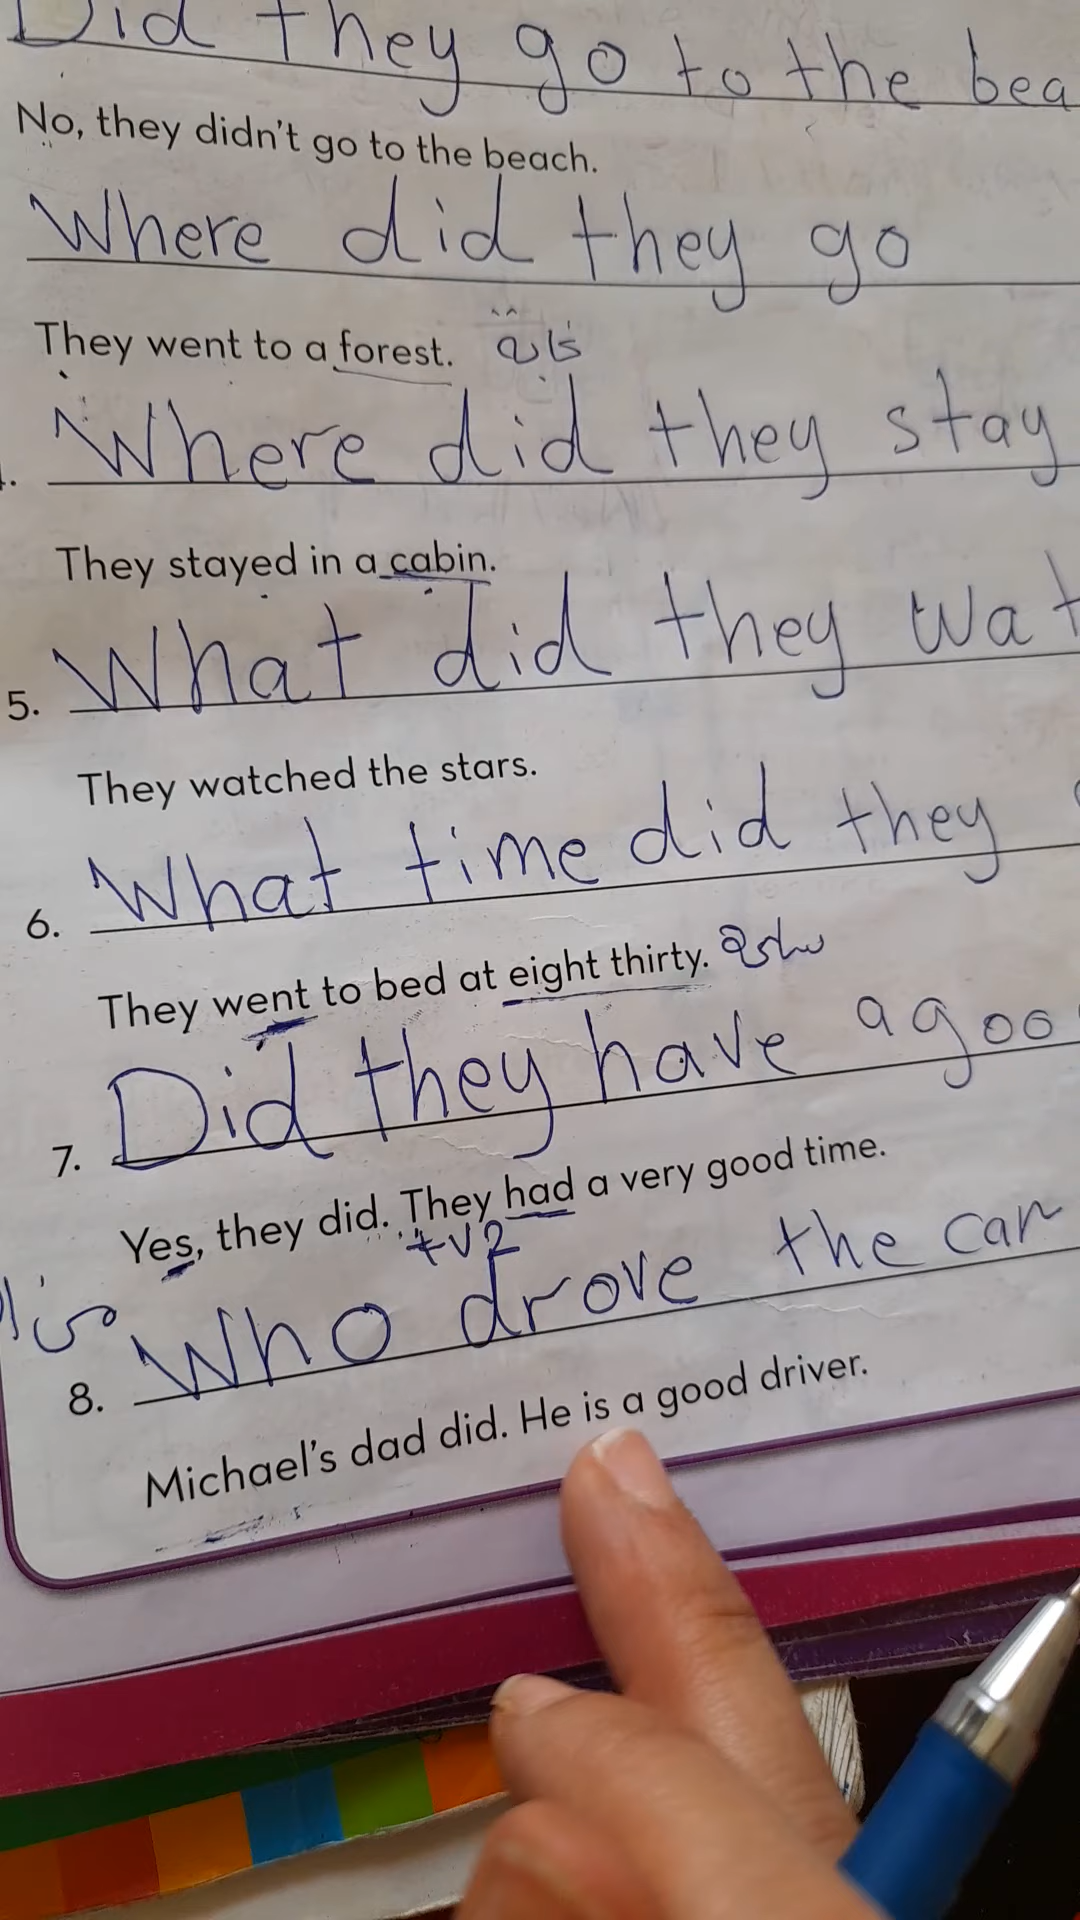 Did they go to the bea
No, they didn't go to the beach.
Where did they go
They went to a forest.
Where did they stay
They stayed in a cabin.
5. What did they wat
They watched the stars.
6. What time did they
They went to bed at eight thirty.
7. Did they have a goo
Yes, they did. They had a very good time.
+V2
8. Who drove the car
Michael's dad did. He is a good driver.